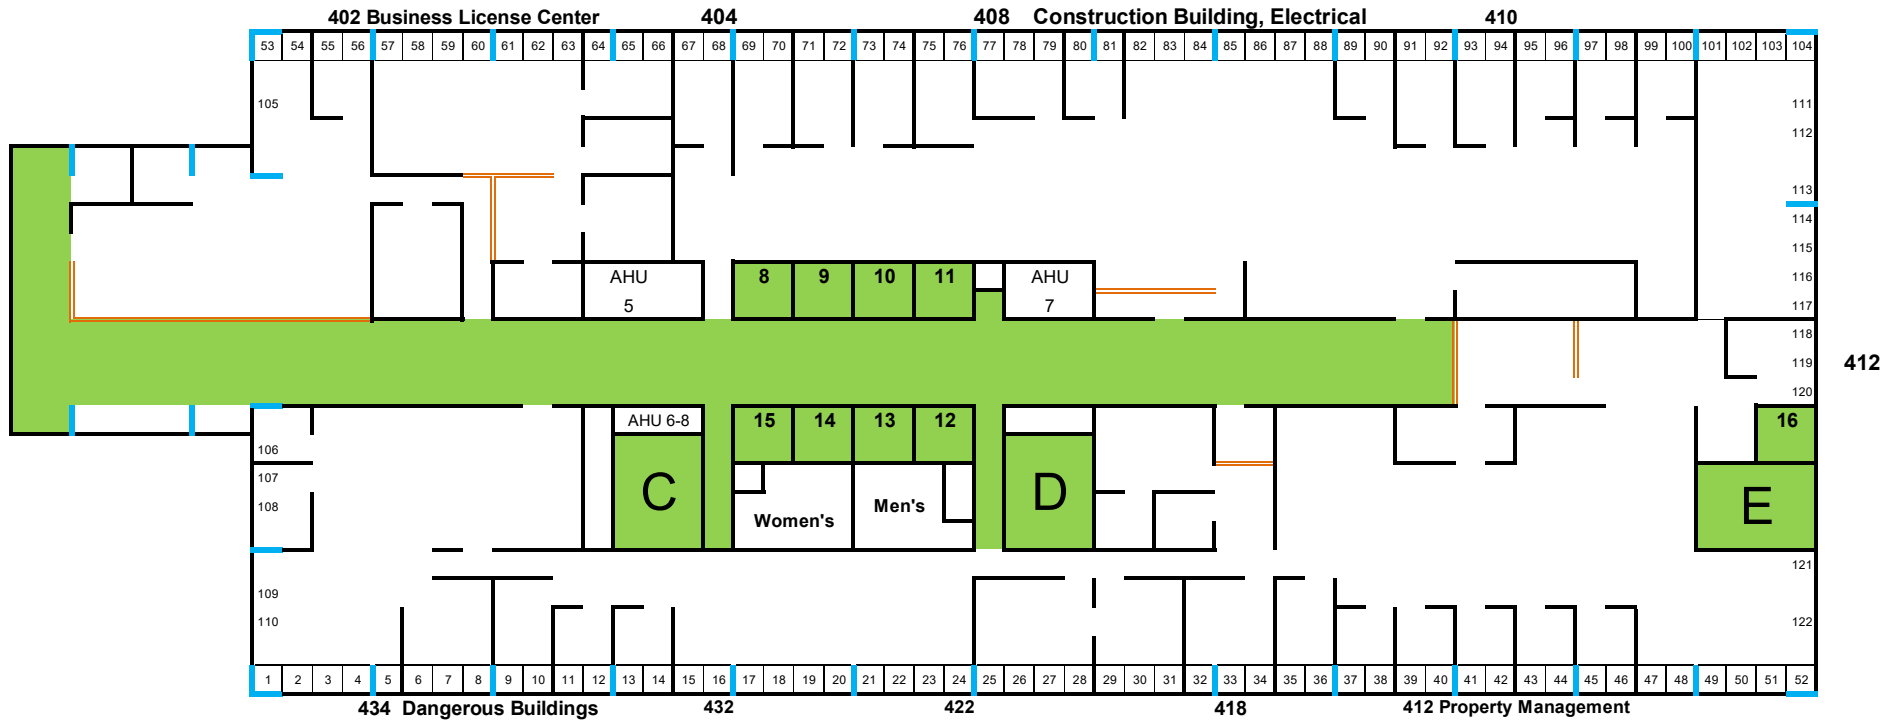 402 Business License Center 404 408 Construction Building, Electrical 410
53 54 55 56 57 58 59 60 61 62 63 64 65 66 67 68 69 70 71 72 73 74 75 76 77 78 79 80 81 82 83 84 85 86 87 88 89 90 91 92 93 94 95 96 97 98 99 100 101 102 103 104
105 111
112
113
114
115
AHU 8 9 10 11 AHU 116
5 7 117
118
119 412
120
AHU 6-8 15 14 13 12 16
106
107
C D E
108 Men's
Women's
121
109
110 122
1 2 3 4 5 6 7 8 9 10 11 12 13 14 15 16 17 18 19 20 21 22 23 24 25 26 27 28 29 30 31 32 33 34 35 36 37 38 39 40 41 42 43 44 45 46 47 48 49 50 51 52
434 Dangerous Buildings 432 422 418 412 Property Management